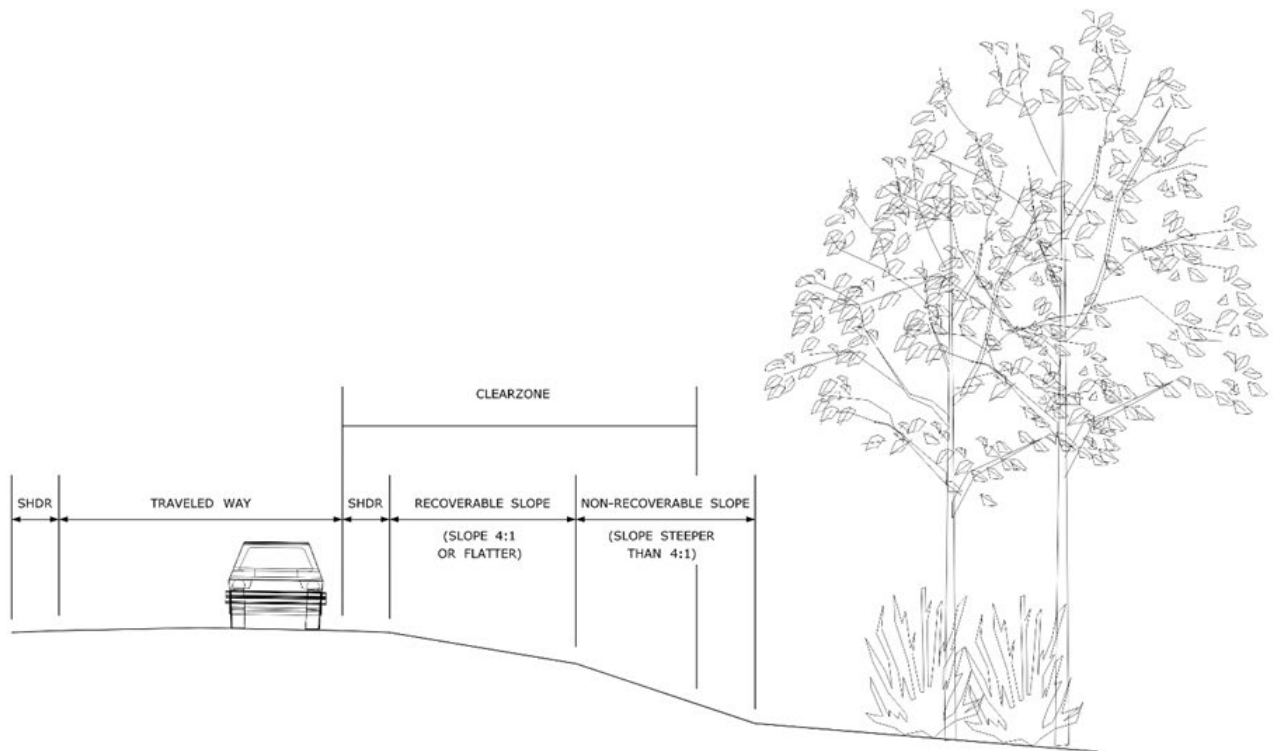 CLEARZONE
SHDR
TRAVELED WAY
SHDR
RECOVERABLE SLOPE
NON-RECOVERABLE SLOPE
(SLOPE 4:1
OR FLATTER)
(SLOPE STEEPER
THAN 4:1)